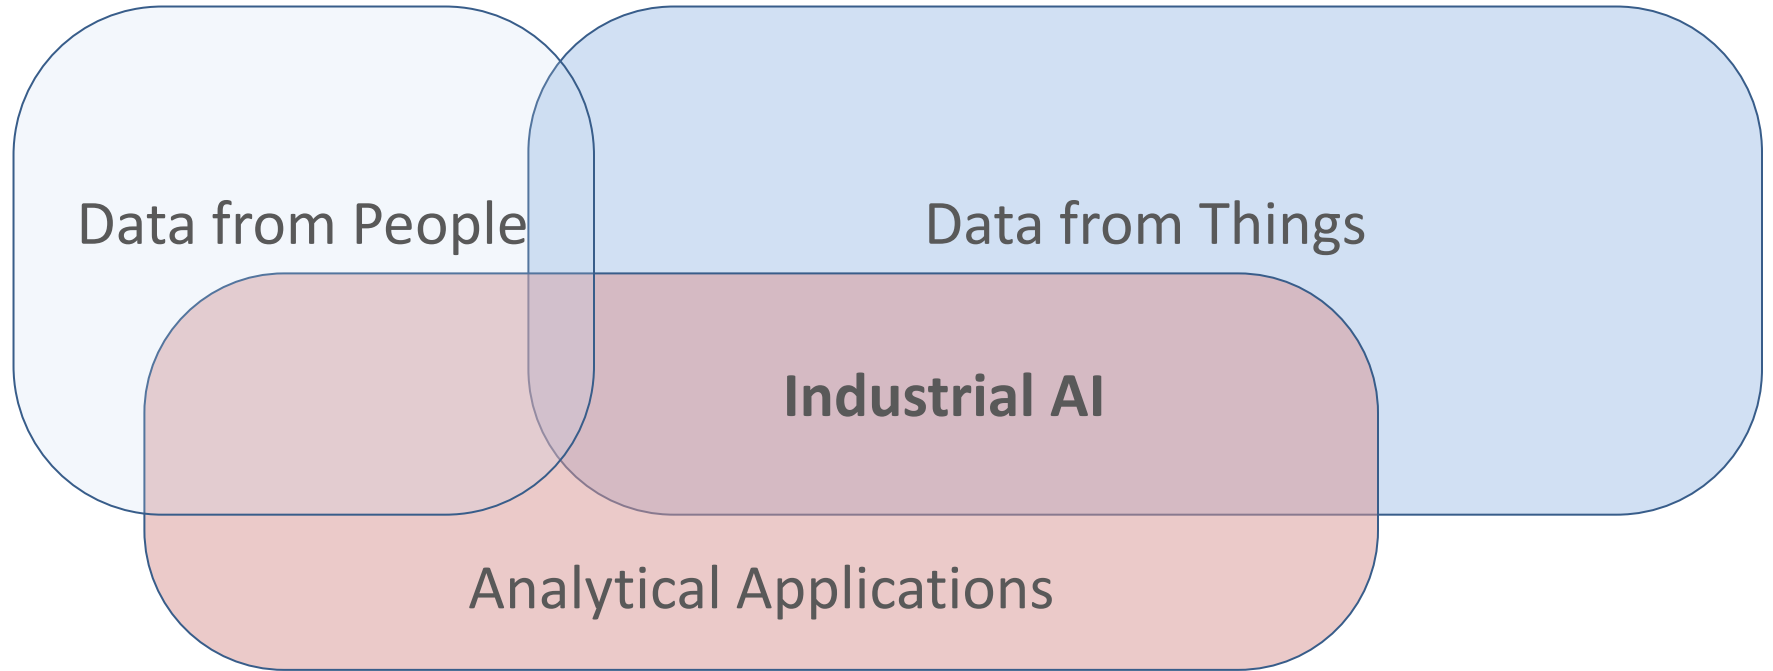 Data from People
Data from Things
Industrial AI
Analytical Applications